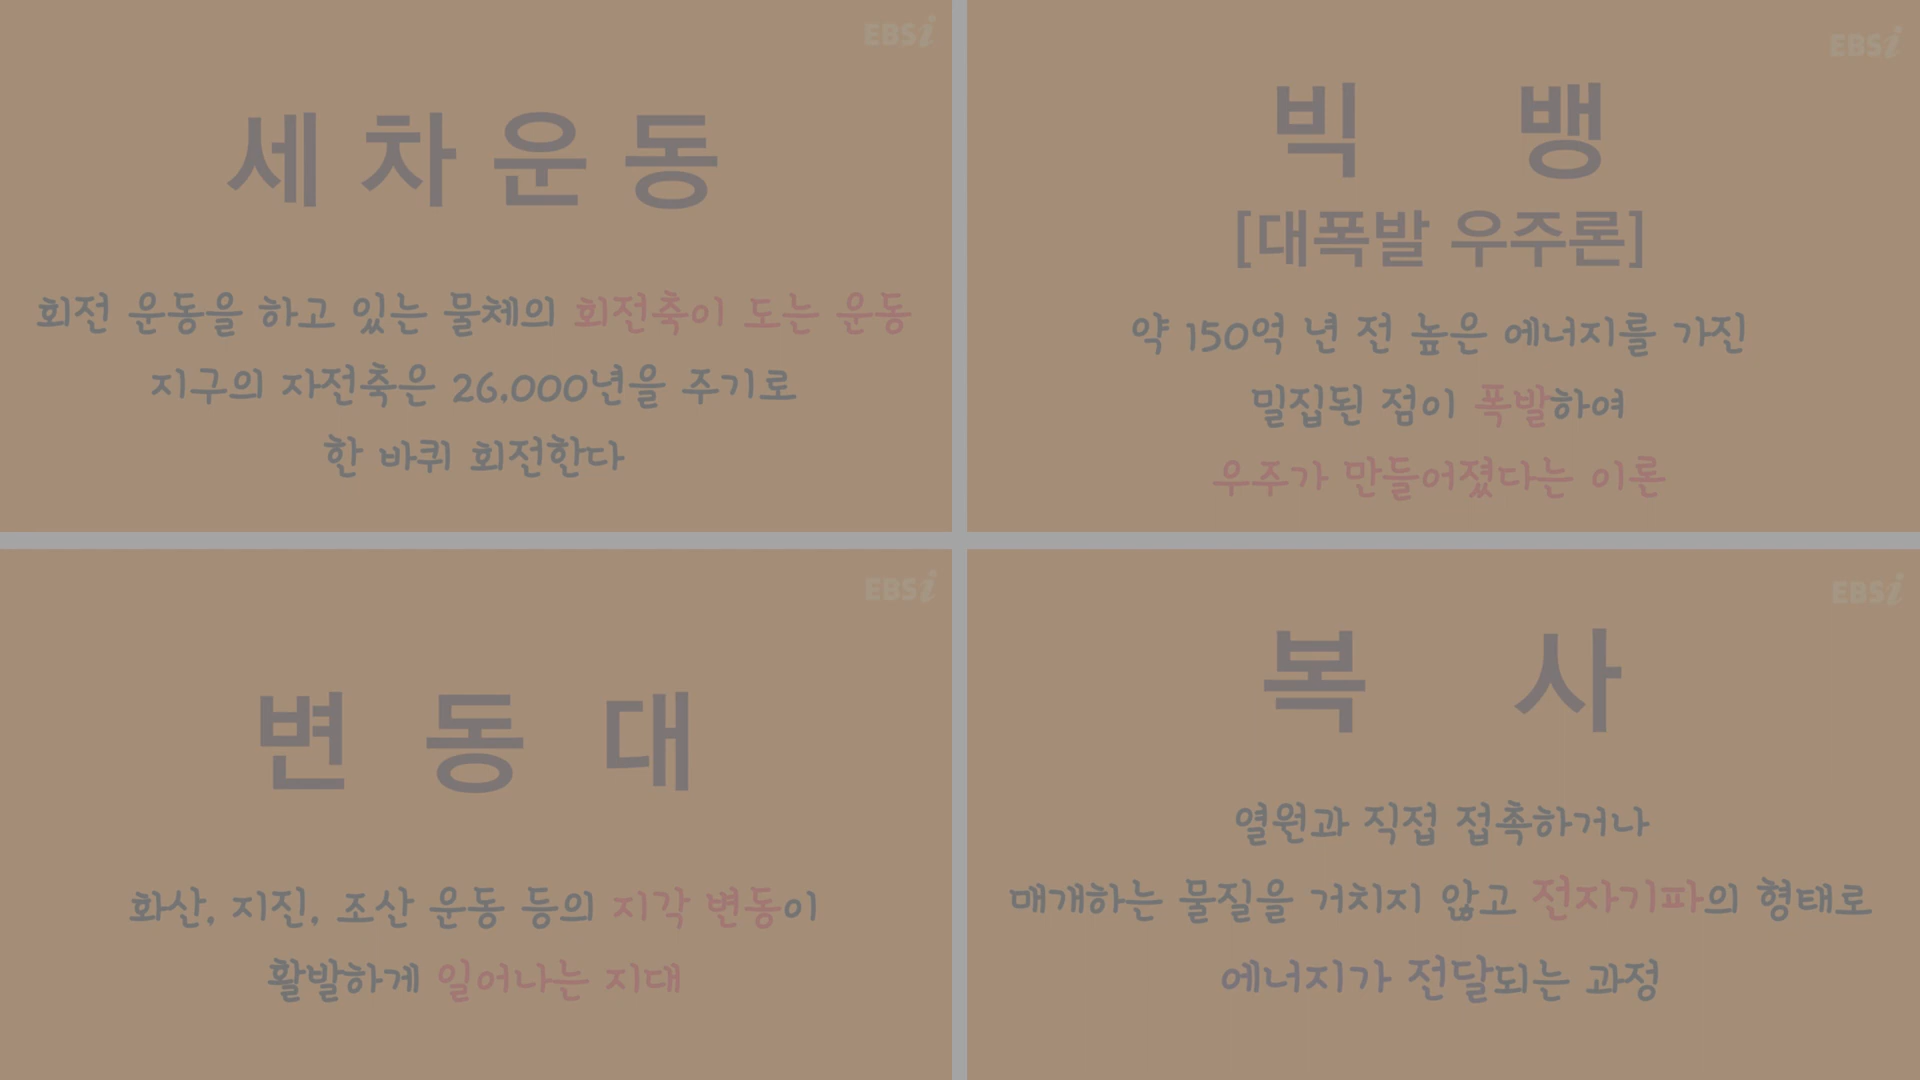 EBSi
세차운동
회전 운동을 하고 있는 물체의 회전축이 도는 운동
지구의 자전축은 26,000년을 주기로
한 바퀴 회전한다
EBSi
빅 뱅
[대폭발 우주론]
약 150억 년 전 높은 에너지를 가진
밀집된 점이 폭발하여
우주가 만들어졌다는 이론
EBSi
변동대
화산, 지진, 조산 운동 등의 지각 변동이
활발하게 일어나는 지대
EBSi
복 사
열원과 직접 접촉하거나
매개하는 물질을 거치지 않고 전자기파의 형태로
에너지가 전달되는 과정